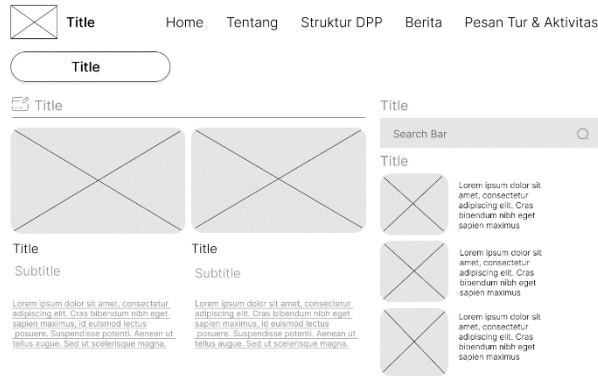 Title Home Tentang Struktur DPP Berita Pesan Tur & Aktivitas
Title
Title
Title
Subtitle
Lorem ipsum dolor sit amet, consectetur
adipiscing elit. Cras bibendum nibh eget
sapien maximus, id euismod lectus
posuere. Suspendisse potenti. Aenean ut
tellus augue. Sed ut scelerisque magna.
Title
Subtitle
Lorem ipsum dolor sit amet, consectetur
adipiscing elit. Cras bibendum nibh eget
sapien maximus, id euismod lectus
posuere. Suspendisse potenti. Aenean ut
tellus augue. Sed ut scelerisque magna.
Title
Search Bar
Title
Lorem ipsum dolor sit
amet, consectetur
adipiscing elit. Cras
bibendum nibh eget
sapien maximus
Lorem ipsum dolor sit
amet, consectetur
adipiscing elit. Cras
bibendum nibh eget
sapien maximus
Lorem ipsum dolor sit
amet, consectetur
adipiscing elit. Cras
bibendum nibh eget
sapien maximus